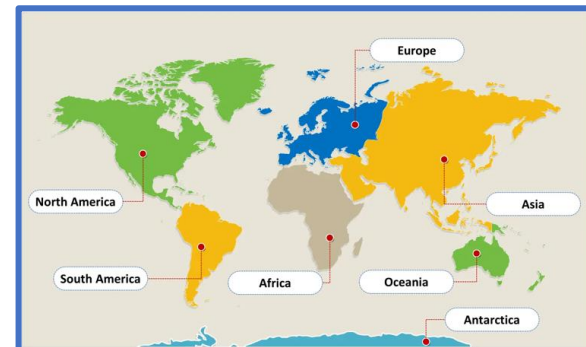 Europe
North America
Asia
South America
Africa
Oceania
Antarctica